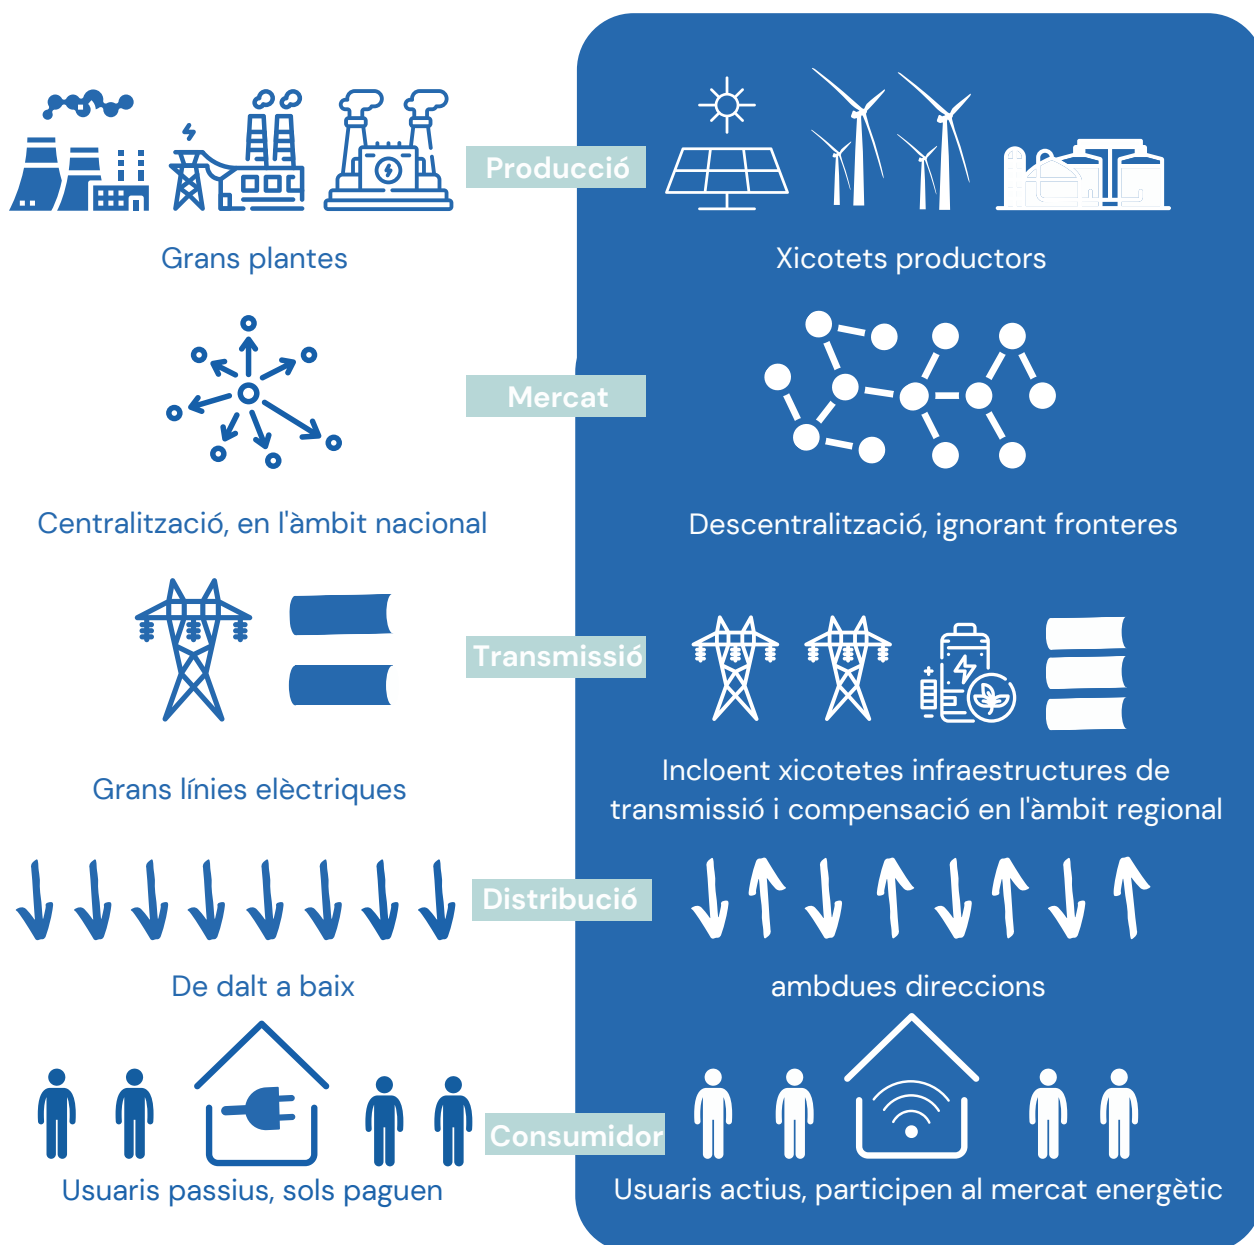 Producció
Grans plantes
Xicotets productors
Mercat
Centralització, en l'àmbit nacional
Descentralització, ignorant fronteres
Transmissió
Grans línies elèctriques
Incloent xicotetes infraestructures de
transmissió i compensació en l'àmbit regional
Distribució
De dalt a baix
ambdues direccions
Consumidor
Usuaris passius, sols paguen
Usuaris actius, participen al mercat energètic